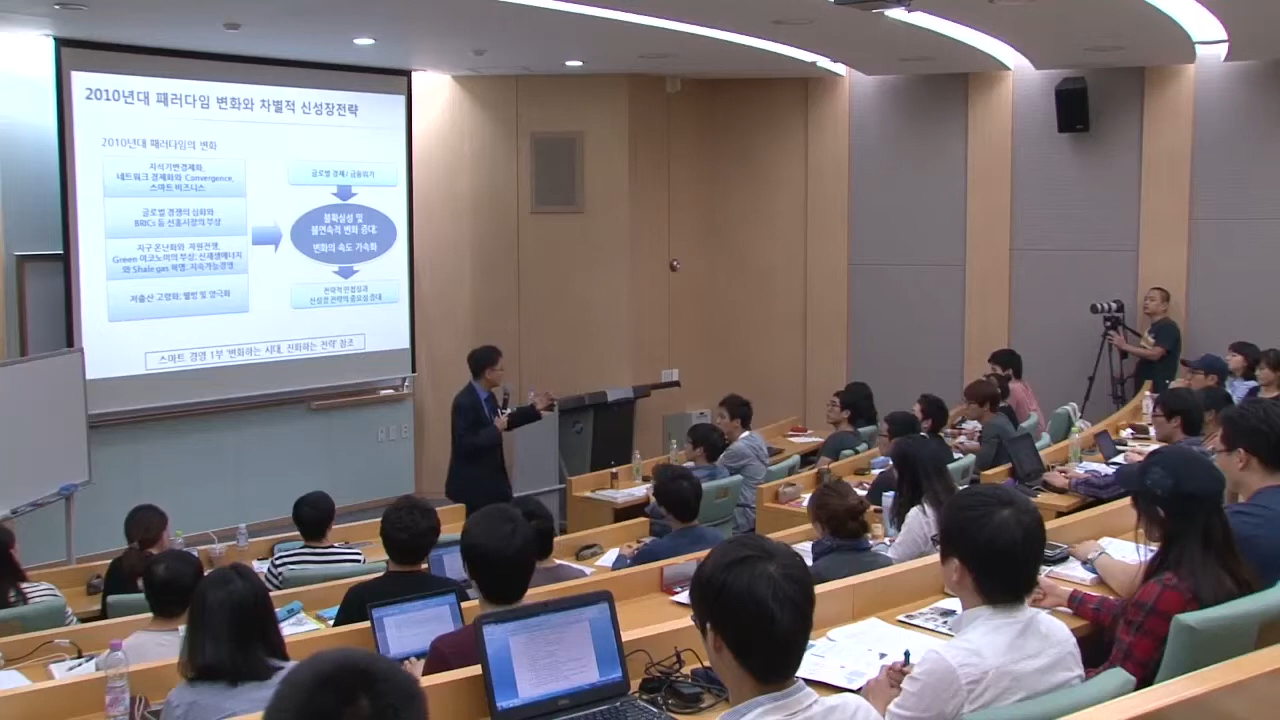 2010년대 패러다임 변화와 차별적 신성장전략
2010년대 패러다임의 변화
지식기반경제화,
네트워크 경제화와 Convergence,
스마트 비즈니스
글로벌 경쟁의 심화와
BRICs 등 신흥시장의 부상
지구온난화와 자원전쟁,
Green 이코노미의 부상: 신재생에너지
와 Shale gas 혁명: 지속가능경영
저출산 고령화: 웰빙 및 양극화
글로벌 경제 / 금융위기
불확실성 및
불연속적 변화 증대:
변화의 속도 가속화
전략적 민첩성과
신성장 전략의 중요성 증대
스마트 경영 1부 '변화하는 시대, 진화하는 전략' 참조